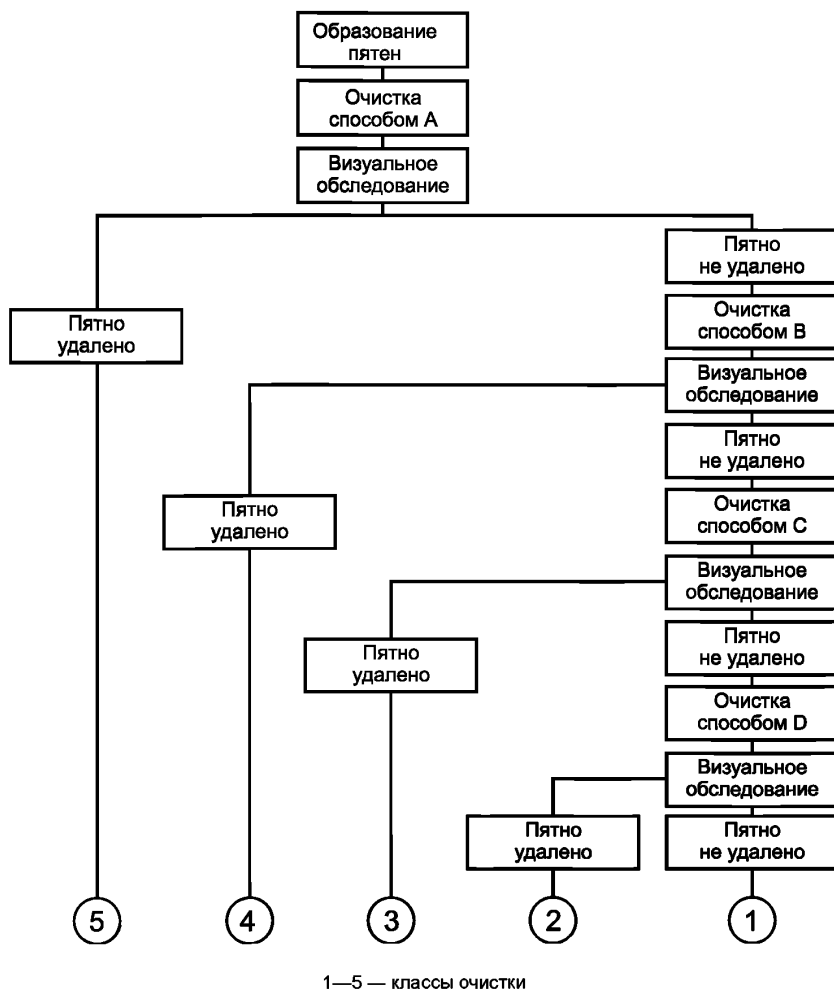 Образование
пятен
Очистка
способом А
Визуальное
обследование
Пятно
не удалено
Пятно
удалено
Очистка
способом В
Визуальное
обследование
Пятно
не удалено
Пятно
удалено
Очистка
способом С
Визуальное
обследование
Пятно
не удалено
Пятно
удалено
Очистка
способом D
Визуальное
обследование
Пятно
удалено
Пятно
не удалено
5
4
3
2
1
1—5 — классы очистки